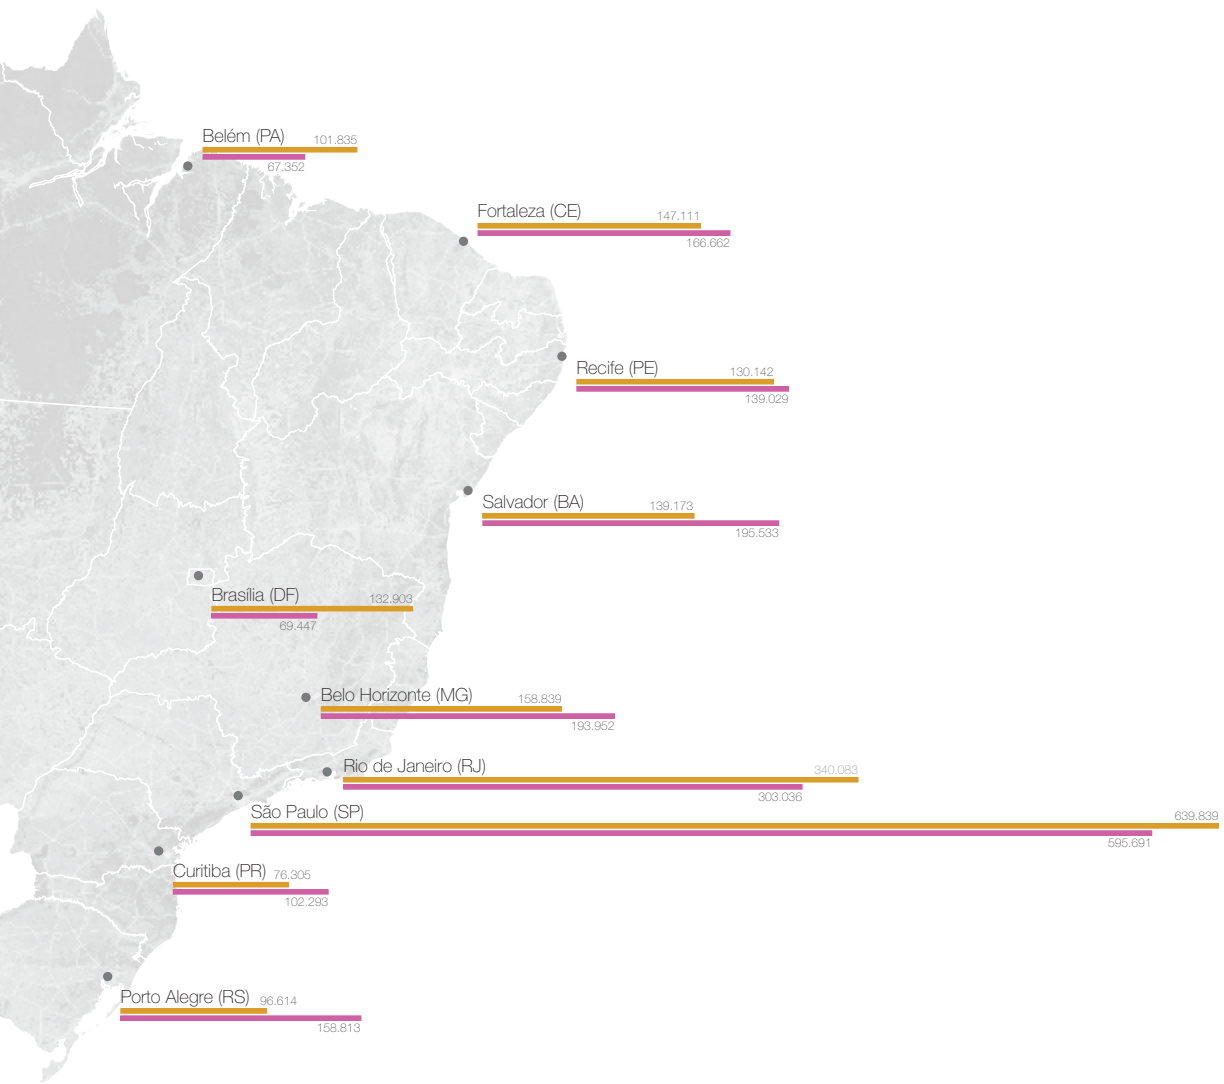 Belém (PA) 101.835
67.352
Fortaleza (CE) 147.111
166.662
Recife (PE) 130.142
139.029
Salvador (BA) 139.173
195.533
Brasília (DF) 132.903
69.447
Belo Horizonte (MG) 158.839
193.952
Rio de Janeiro (RJ) 340.083
303.036
São Paulo (SP) 639.839
595.691
Curitiba (PR) 76.305
102.293
Porto Alegre (RS) 96.614
158.813